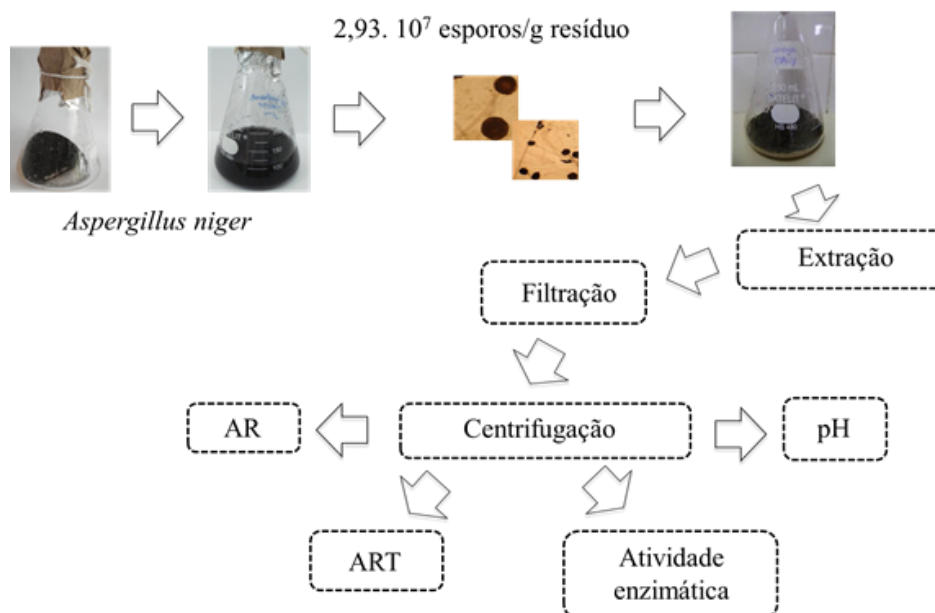 2,93. 10⁷ esporos/g resíduo
Aspergillus niger
Extração
Filtração
AR
Centrifugação
pH
ART
Atividade
enzimática